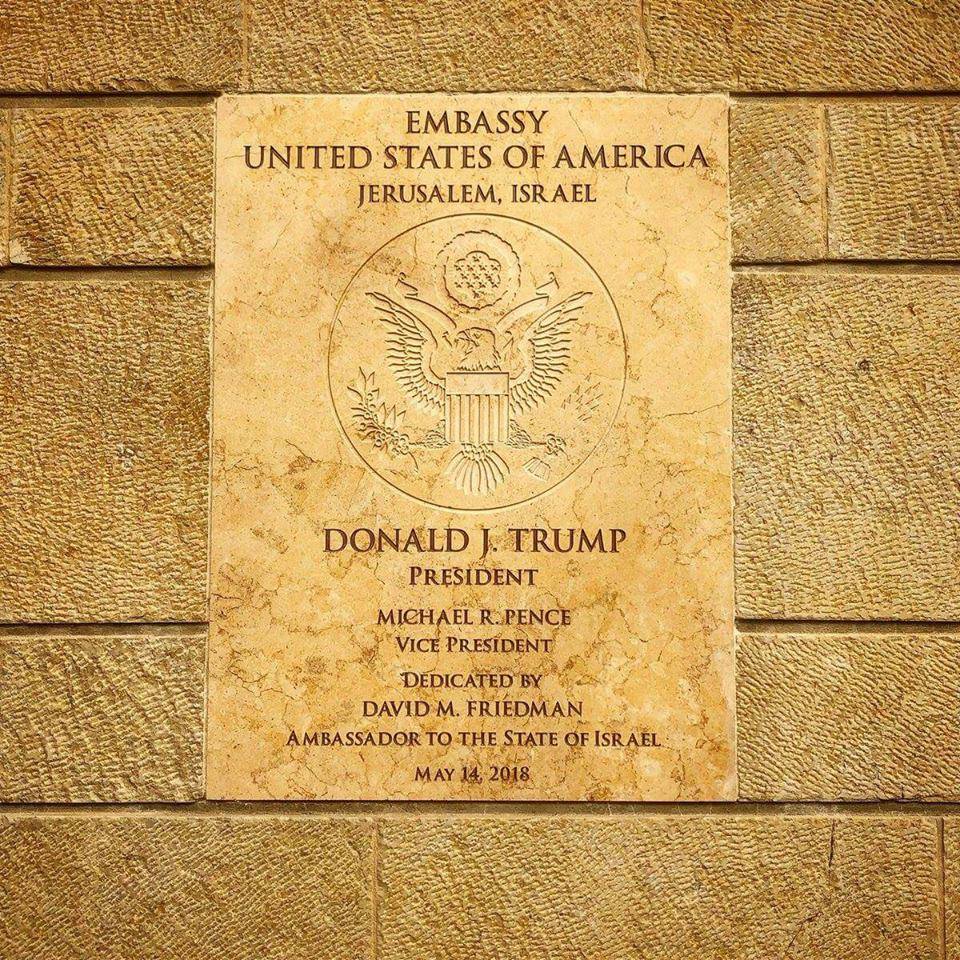 EMBASSY
UNITED STATES OF AMERICA
JERUSALEM, ISRAEL
DONALD J. TRUMP
PRESIDENT
MICHAEL R. PENCE
VICE PRESIDENT
DEDICATED BY
DAVID M. FRIEDMAN
AMBASSADOR TO THE STATE OF ISRAEL
MAY 14, 2018